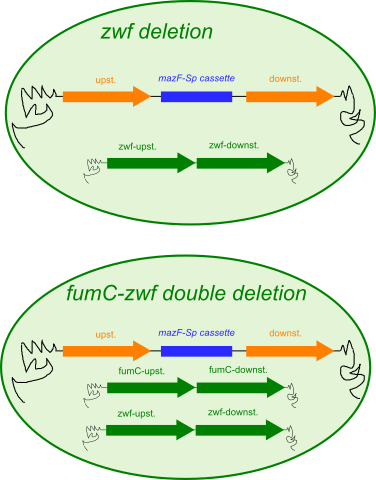 zwf deletion
upst. mazF-Sp cassette downst.
zwf-upst. zwf-downst.
fumC-zwf double deletion
upst. mazF-Sp cassette downst.
fumC-upst. fumC-downst.
zwf-upst. zwf-downst.